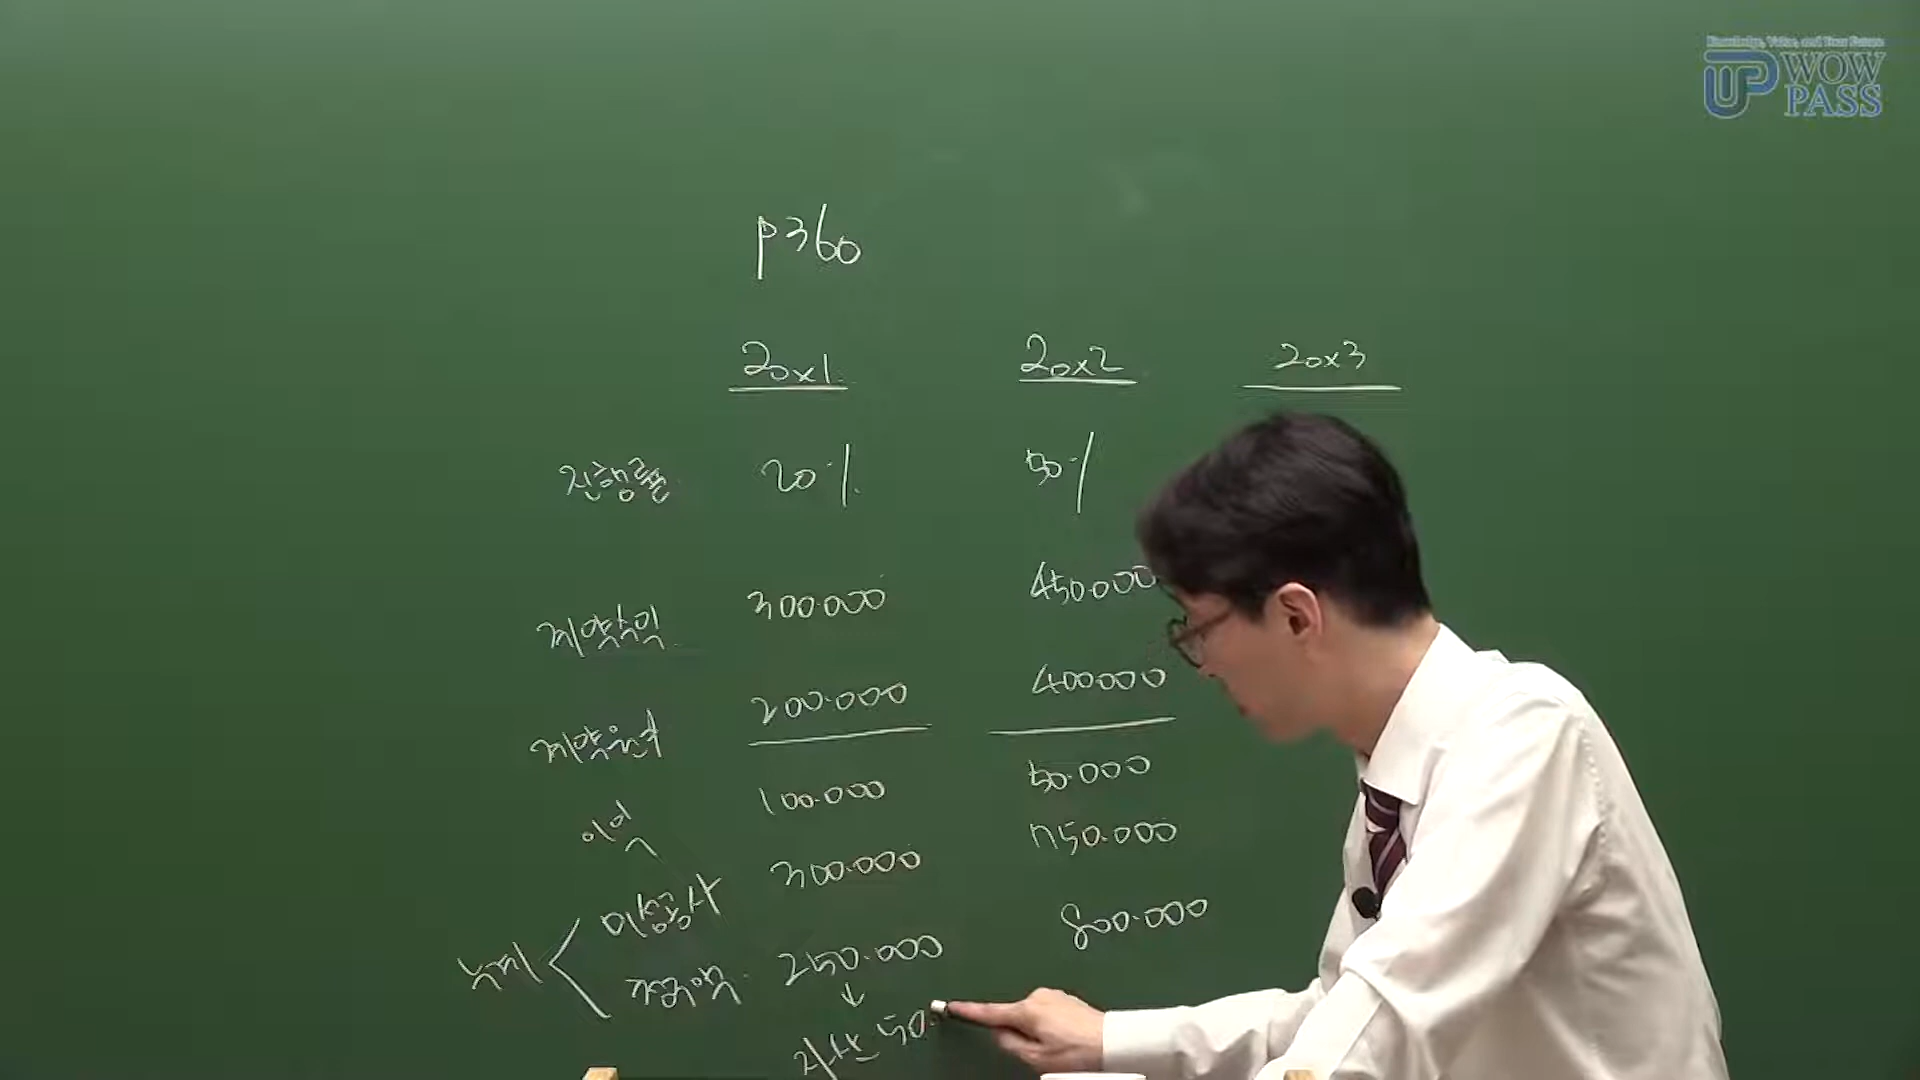 Knowledge, Value, and Your Future
UP WOW PASS
p360
20x1 20x2 20x3
진행률 20% 50%
계약수익 300.000 450.000
계약원가 200.000 400000
이익 100.000 50.000
누계 미성공사 300.000 750.000
진행청구액 250.000 800.000
↓
자산 50.